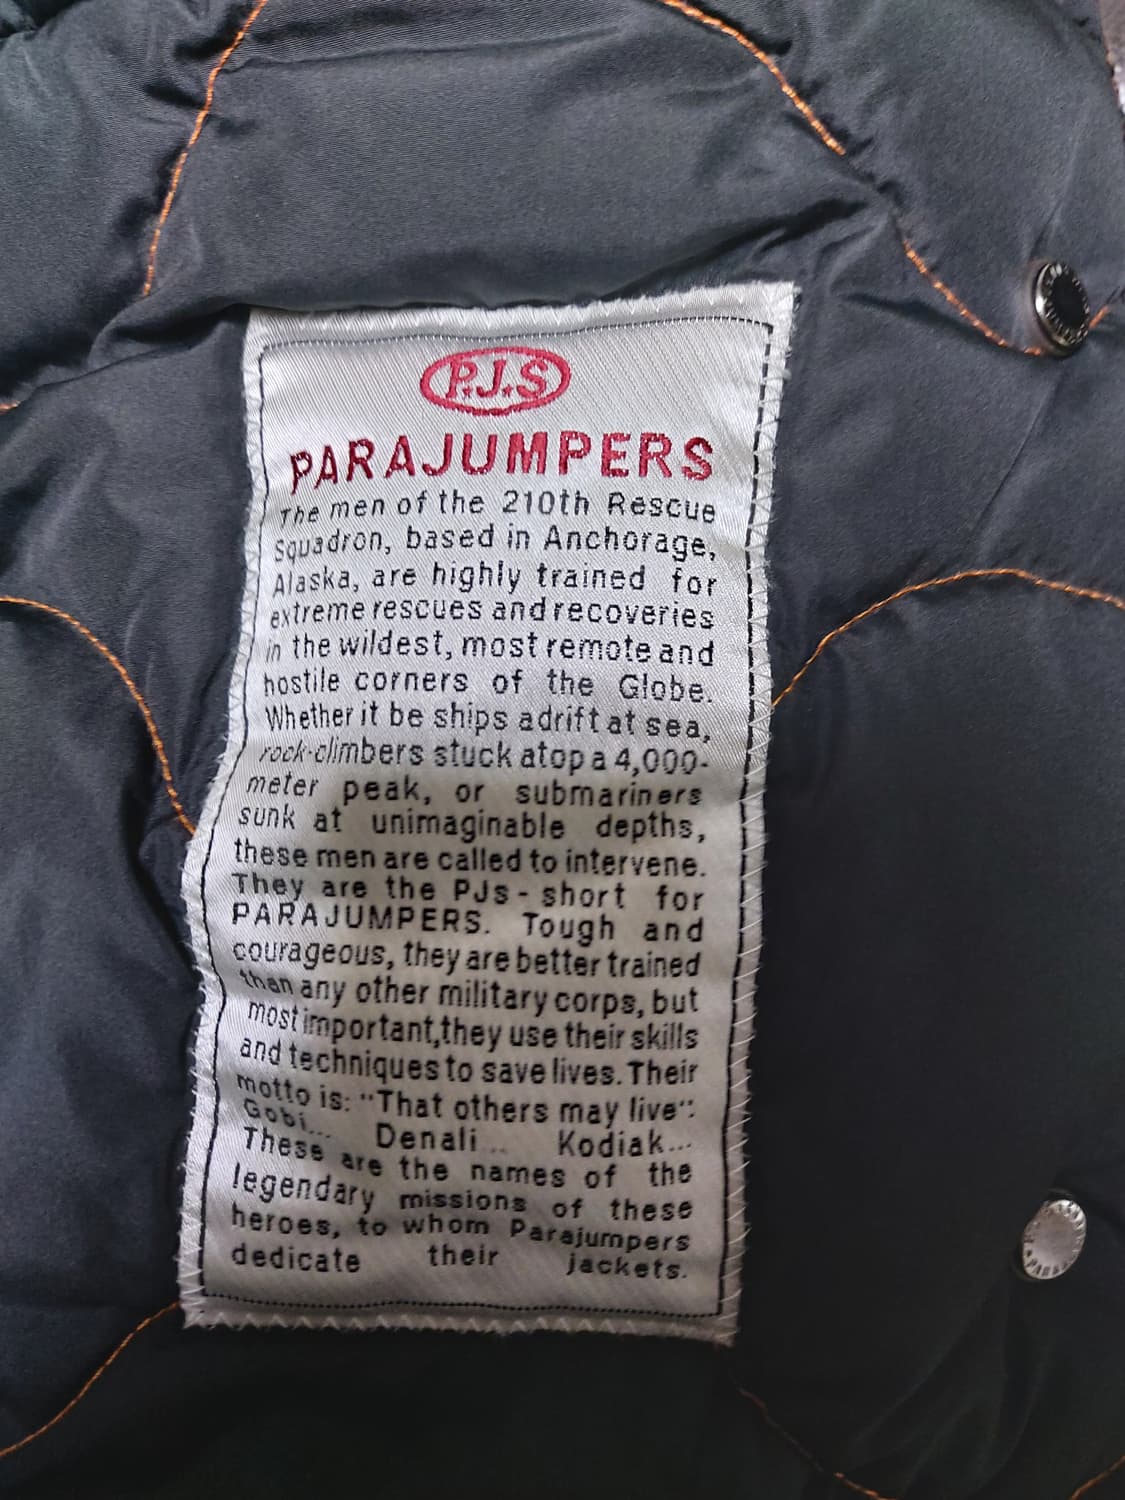 P.J.S
PARAJUMPERS
The men of the 210th Rescue
Squadron, based in Anchorage,
Alaska, are highly trained for
extreme rescues and recoveries
in the wildest, most remote and
hostile corners of the Globe.
Whether it be ships adrift at sea,
rock-climbers stuck atop a 4,000-
meter peak, or submariners
sunk at unimaginable depths,
these men are called to intervene.
They are the PJs - short for
PARAJUMPERS. Tough and
courageous, they are better trained
than any other military corps, but
most important,they use their skills
and techniques to save lives. Their
motto is: "That others may live":
Gobi... Denali... Kodiak...
These are the names of the
legendary missions of these
heroes, to whom Parajumpers
dedicate their jackets.